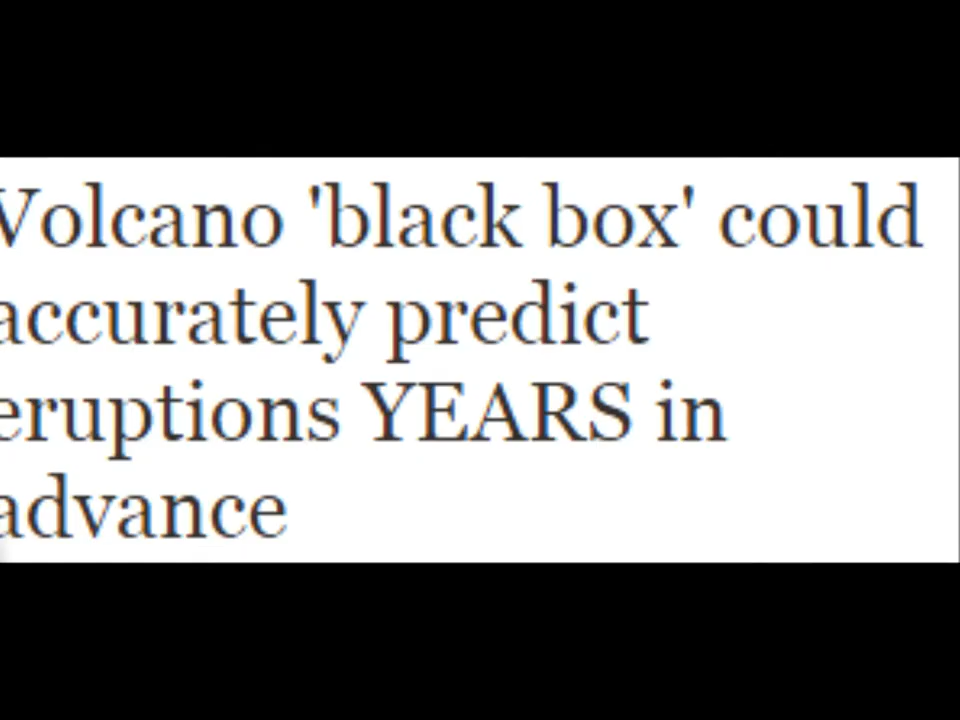 Volcano 'black box' could
accurately predict
eruptions YEARS in
advance